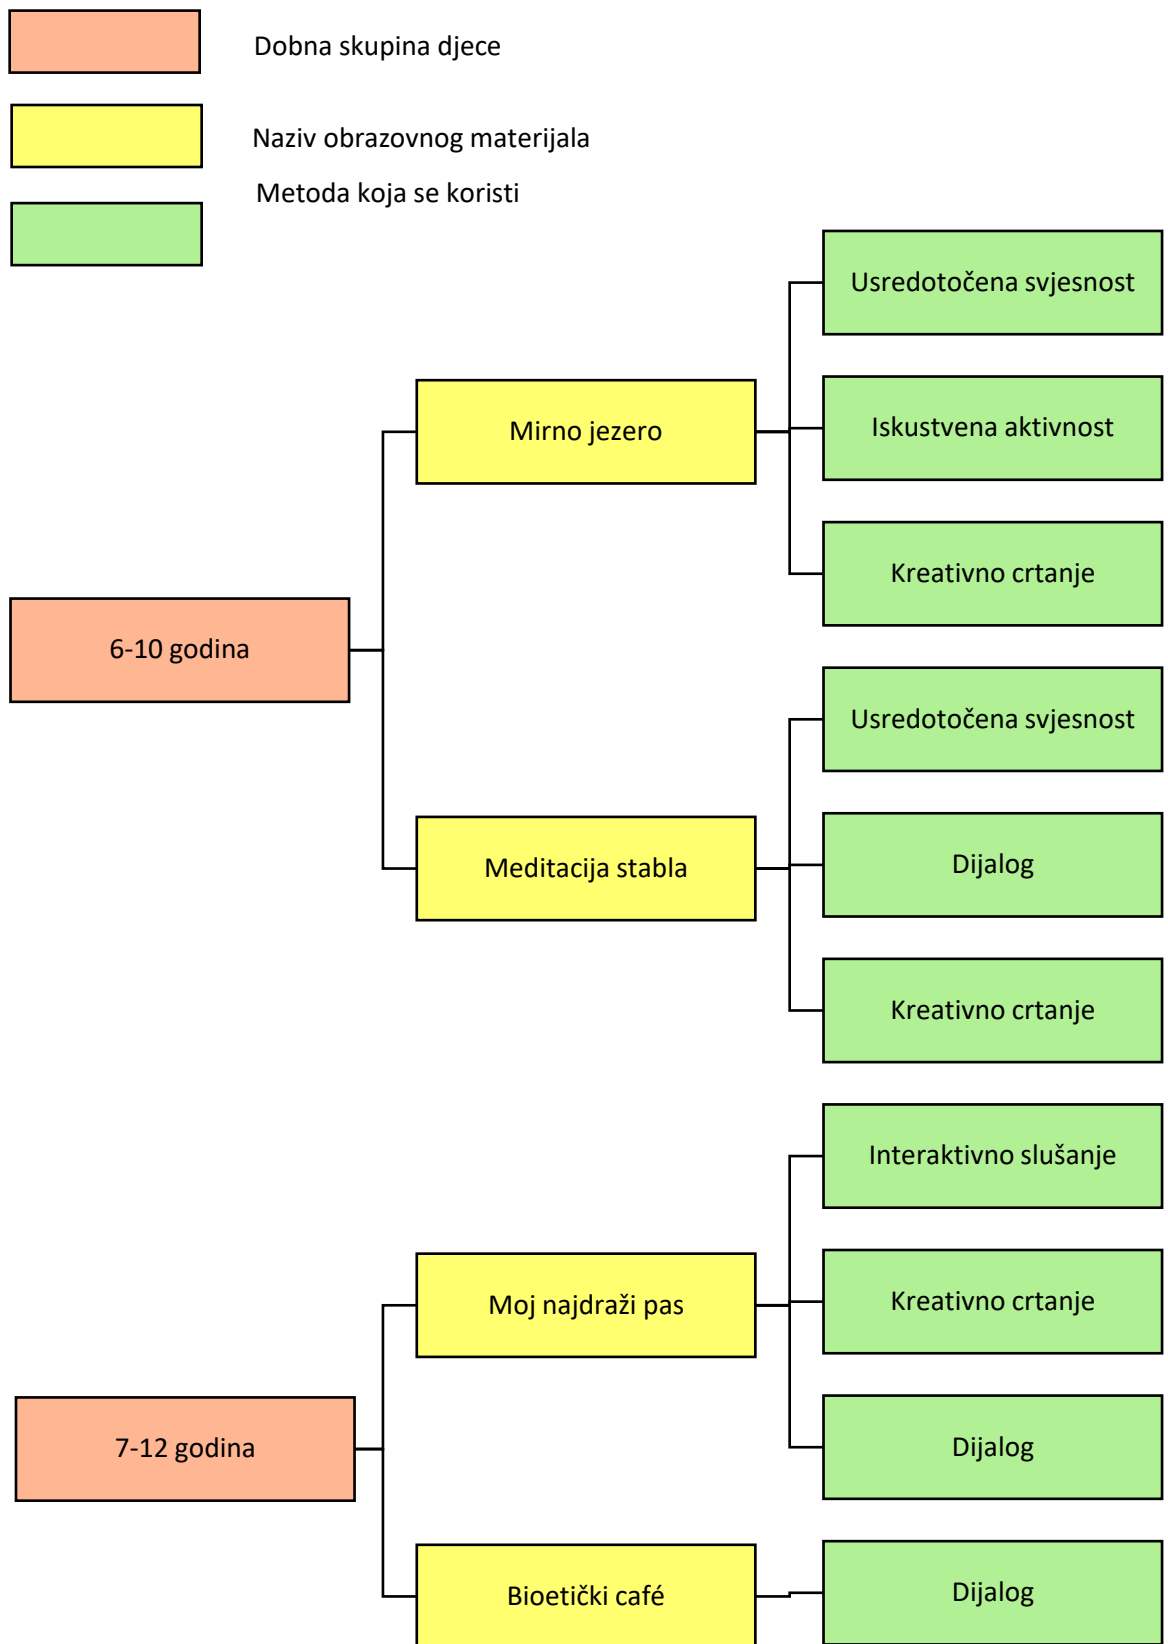 Dobna skupina djece
Naziv obrazovnog materijala
Metoda koja se koristi
6-10 godina
Mirno jezero
Usredotočena svjesnost
Iskustvena aktivnost
Kreativno crtanje
Meditacija stabla
Usredotočena svjesnost
Dijalog
Kreativno crtanje
7-12 godina
Moj najdraži pas
Interaktivno slušanje
Kreativno crtanje
Dijalog
Bioetički café
Dijalog